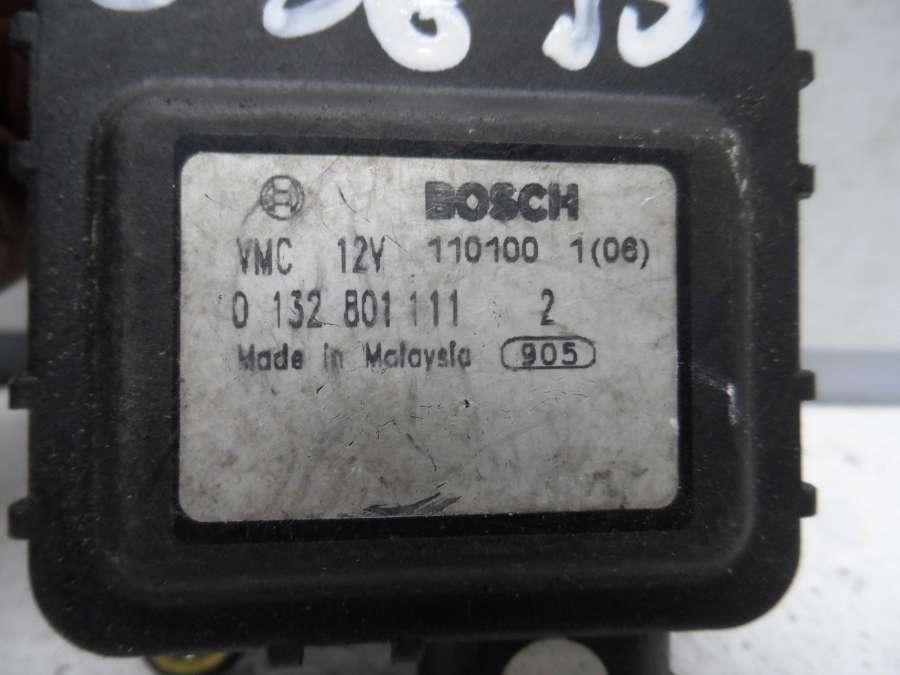 BOSCH
VMC 12V 110100 1(06)
0 132 801 111 2
Made in Malaysia 905